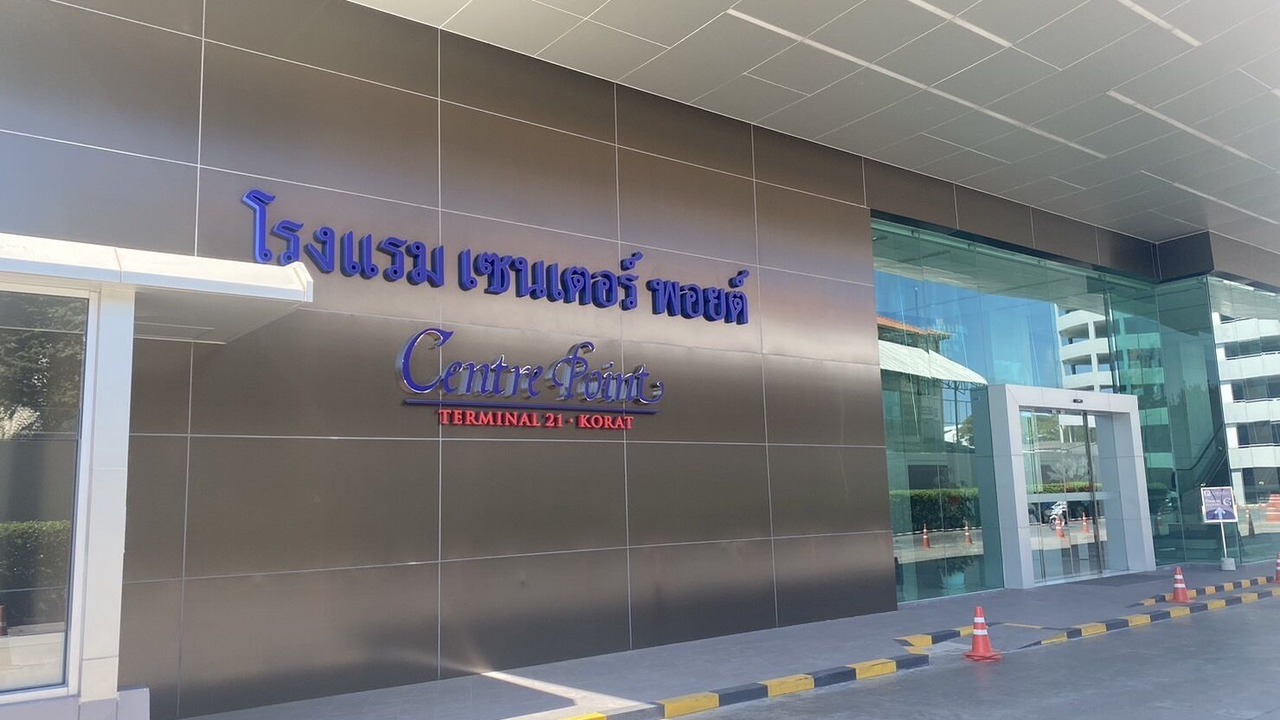 โรงแรม เซนเตอร์ พอยต์
Centre Point
TERMINAL 21 · KORAT